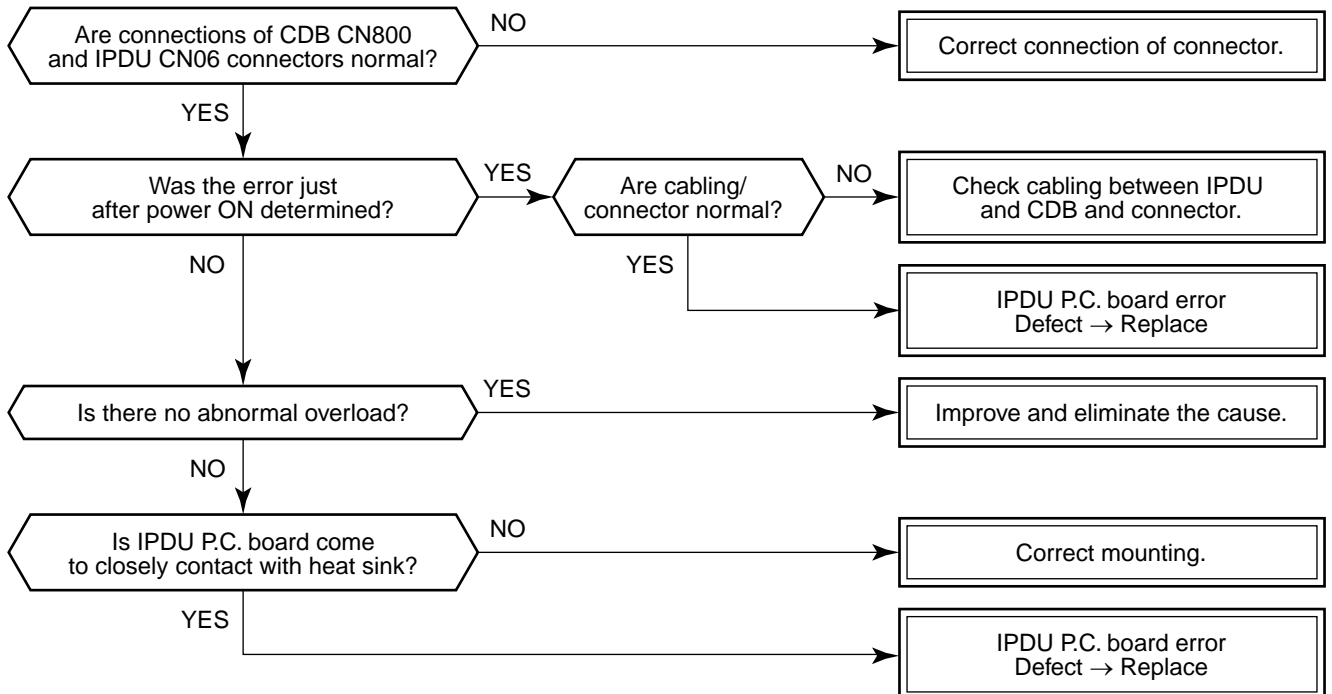 Are connections of CDB CN800
and IPDU CN06 connectors normal?
NO
Correct connection of connector.
YES
Was the error just
after power ON determined?
YES
Are cabling/
connector normal?
NO
Check cabling between IPDU
and CDB and connector.
NO
YES
IPDU P.C. board error
Defect → Replace
Is there no abnormal overload?
YES
Improve and eliminate the cause.
NO
Is IPDU P.C. board come
to closely contact with heat sink?
NO
Correct mounting.
YES
IPDU P.C. board error
Defect → Replace